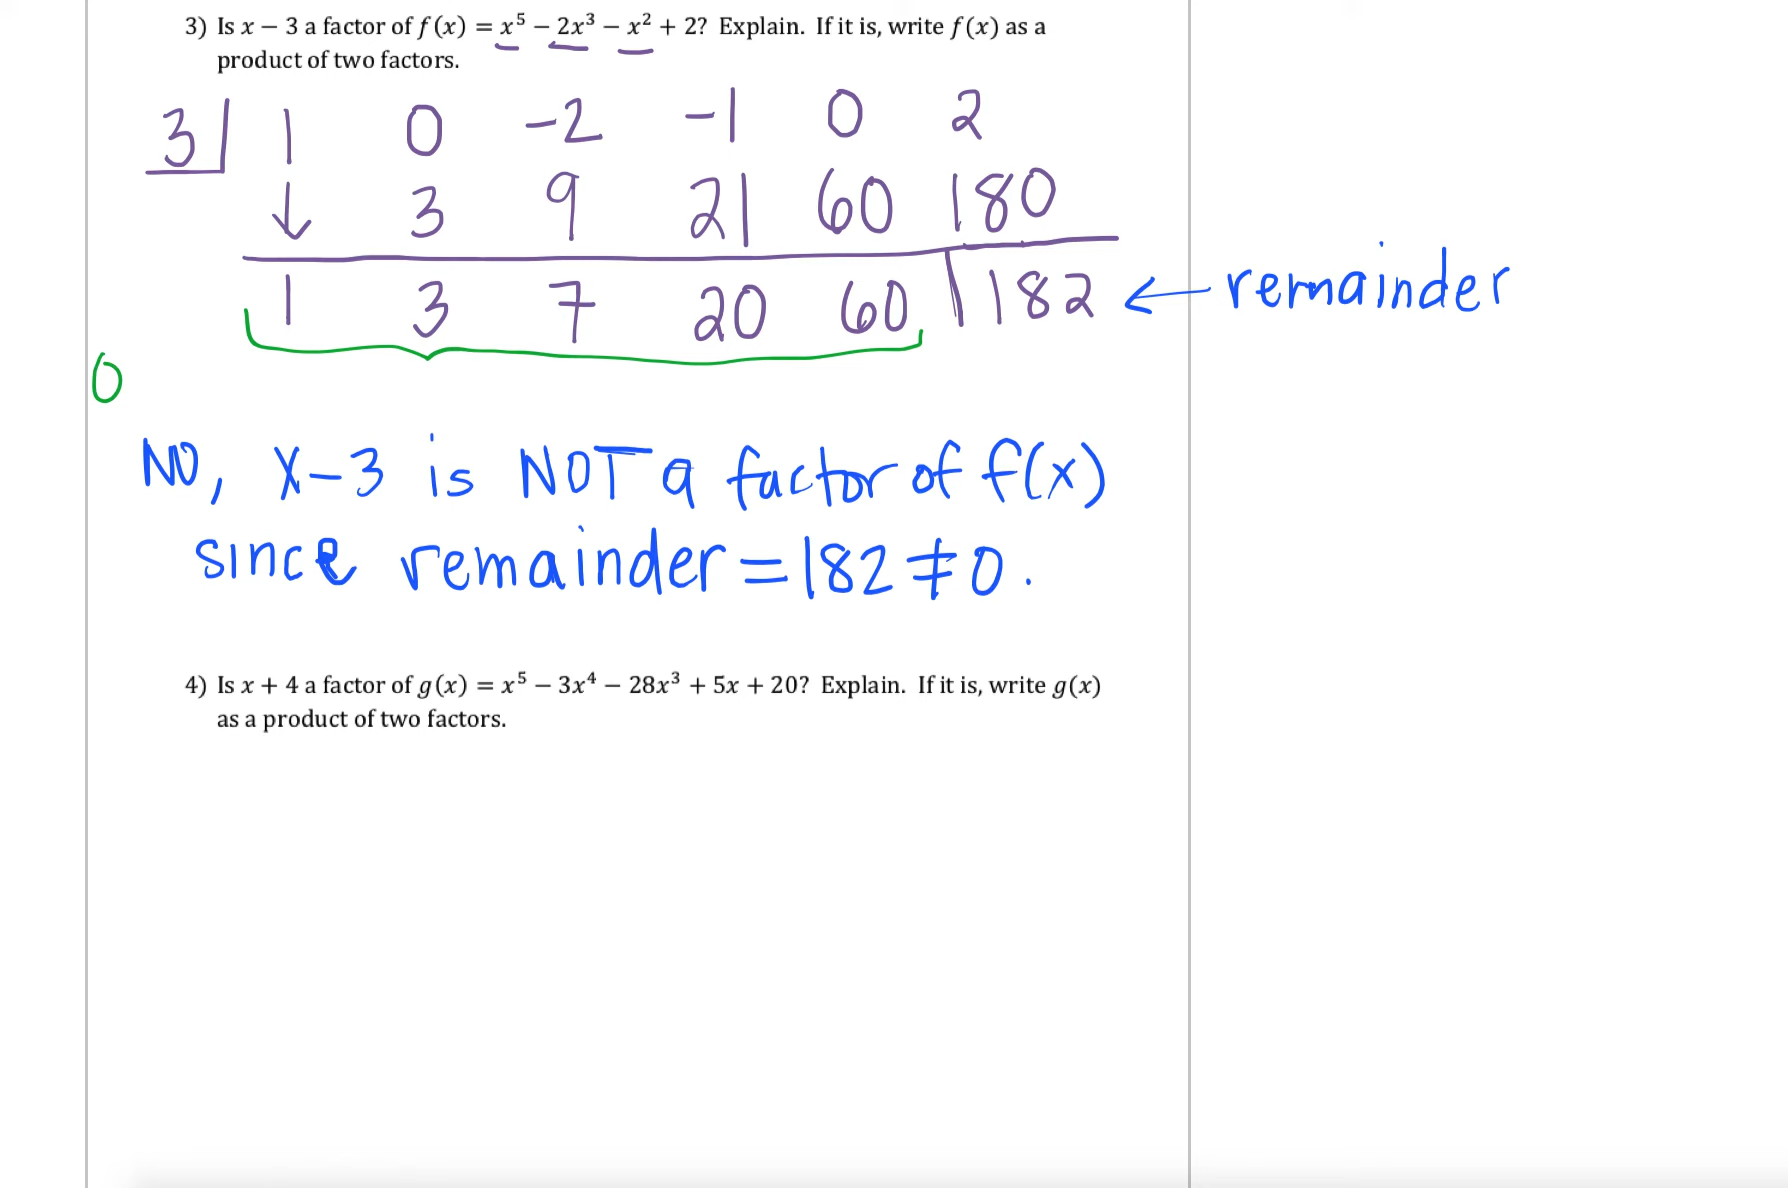 3) Is x − 3 a factor of f(x) = x⁵ − 2x³ − x² + 2? Explain. If it is, write f(x) as a
product of two factors.
3| 1 0 -2 -1 0 2
↓ 3 9 21 60 180
1 3 7 20 60 182 ← remainder
0
NO, x-3 is NOT a factor of f(x)
since remainder = 182 ≠ 0.
4) Is x + 4 a factor of g(x) = x⁵ − 3x⁴ − 28x³ + 5x + 20? Explain. If it is, write g(x)
as a product of two factors.